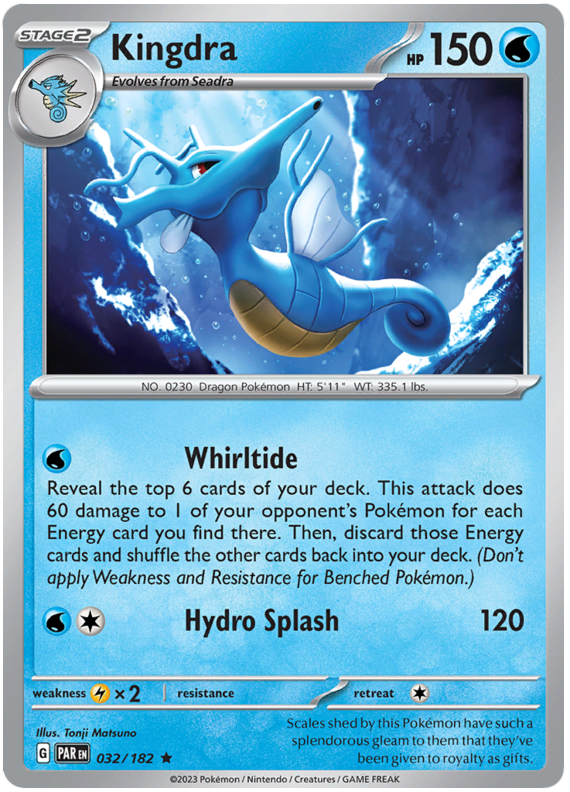 STAGE2
Kingdra
HP 150
Evolves from Seadra
NO. 0230 Dragon Pokémon HT: 5'11" WT: 335.1 lbs.
Whirltide
Reveal the top 6 cards of your deck. This attack does
60 damage to 1 of your opponent's Pokémon for each
Energy card you find there. Then, discard those Energy
cards and shuffle the other cards back into your deck. (Don't
apply Weakness and Resistance for Benched Pokémon.)
Hydro Splash 120
weakness ×2 resistance retreat
Illus. Tonji Matsuno
G PAR EN 032/182 ★
Scales shed by this Pokémon have such a
splendorous gleam to them that they've
been given to royalty as gifts.
©2023 Pokémon / Nintendo / Creatures / GAME FREAK